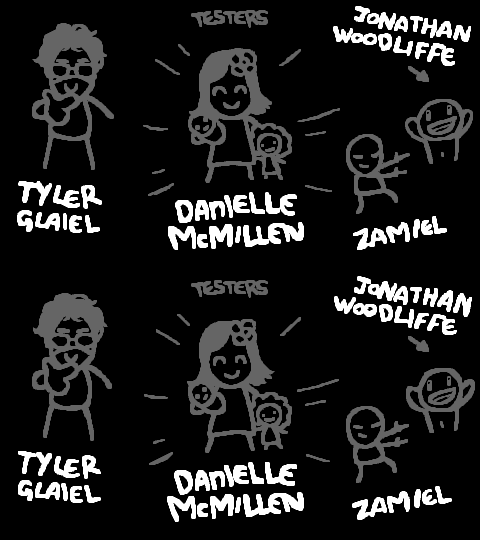 TESTERS
JONATHAN
WOODLIFFE
TYLER
GLAIEL
DANIELLE
McMILLEN
ZAMIEL
TESTERS
JONATHAN
WOODLIFFE
TYLER
GLAIEL
DANIELLE
McMILLEN
ZAMIEL